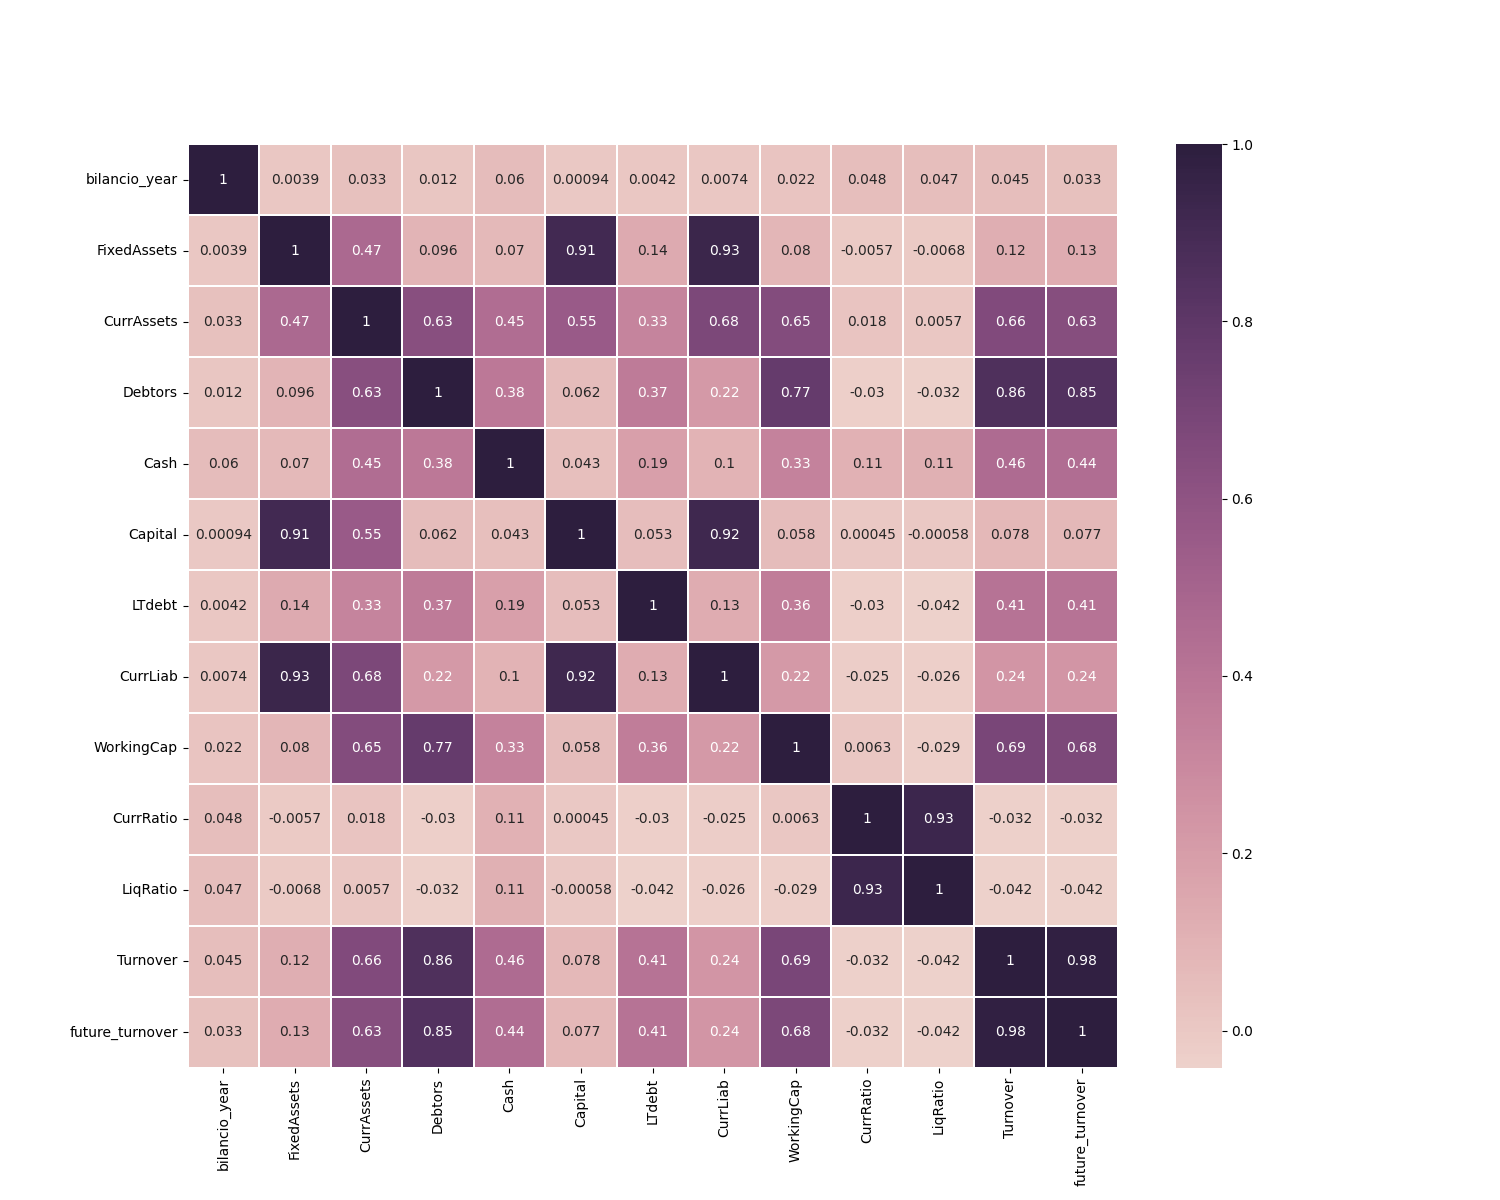 bilancio_year 1 0.0039 0.033 0.012 0.06 0.00094 0.0042 0.0074 0.022 0.048 0.047 0.045 0.033
FixedAssets 0.0039 1 0.47 0.096 0.07 0.91 0.14 0.93 0.08 -0.0057 -0.0068 0.12 0.13
CurrAssets 0.033 0.47 1 0.63 0.45 0.55 0.33 0.68 0.65 0.018 0.0057 0.66 0.63
Debtors 0.012 0.096 0.63 1 0.38 0.062 0.37 0.22 0.77 -0.03 -0.032 0.86 0.85
Cash 0.06 0.07 0.45 0.38 1 0.043 0.19 0.1 0.33 0.11 0.11 0.46 0.44
Capital 0.00094 0.91 0.55 0.062 0.043 1 0.053 0.92 0.058 0.00045 -0.00058 0.078 0.077
LTdebt 0.0042 0.14 0.33 0.37 0.19 0.053 1 0.13 0.36 -0.03 -0.042 0.41 0.41
CurrLiab 0.0074 0.93 0.68 0.22 0.1 0.92 0.13 1 0.22 -0.025 -0.026 0.24 0.24
WorkingCap 0.022 0.08 0.65 0.77 0.33 0.058 0.36 0.22 1 0.0063 -0.029 0.69 0.68
CurrRatio 0.048 -0.0057 0.018 -0.03 0.11 0.00045 -0.03 -0.025 0.0063 1 0.93 -0.032 -0.032
LiqRatio 0.047 -0.0068 0.0057 -0.032 0.11 -0.00058 -0.042 -0.026 -0.029 0.93 1 -0.042 -0.042
Turnover 0.045 0.12 0.66 0.86 0.46 0.078 0.41 0.24 0.69 -0.032 -0.042 1 0.98
future_turnover 0.033 0.13 0.63 0.85 0.44 0.077 0.41 0.24 0.68 -0.032 -0.042 0.98 1
bilancio_year FixedAssets CurrAssets Debtors Cash Capital LTdebt CurrLiab WorkingCap CurrRatio LiqRatio Turnover future_turnover
1.0
0.8
0.6
0.4
0.2
0.0